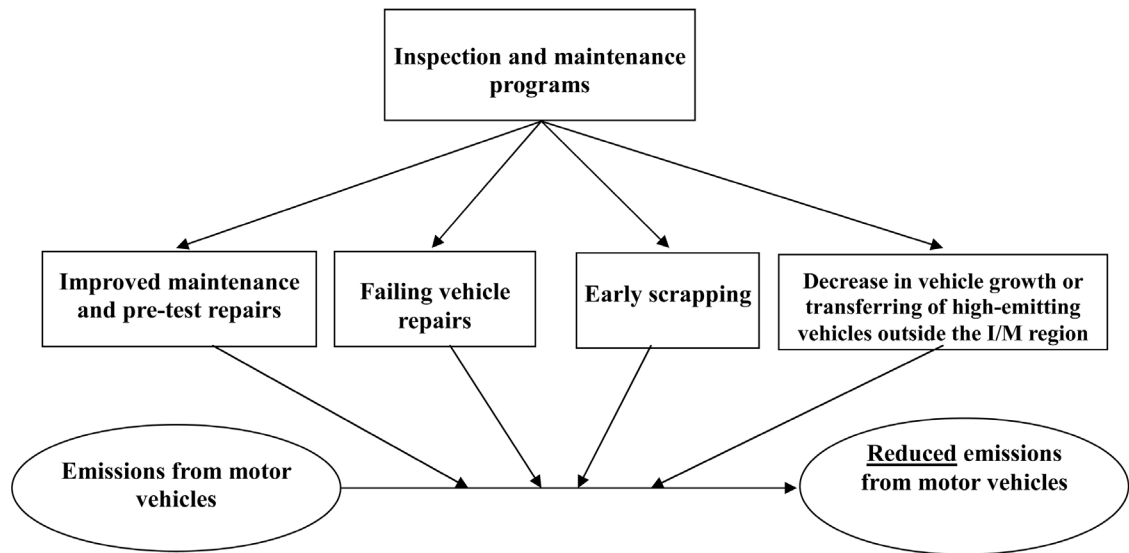 Inspection and maintenance
programs
Improved maintenance
and pre-test repairs
Failing vehicle
repairs
Early scrapping
Decrease in vehicle growth or
transferring of high-emitting
vehicles outside the I/M region
Emissions from motor
vehicles
Reduced emissions
from motor vehicles